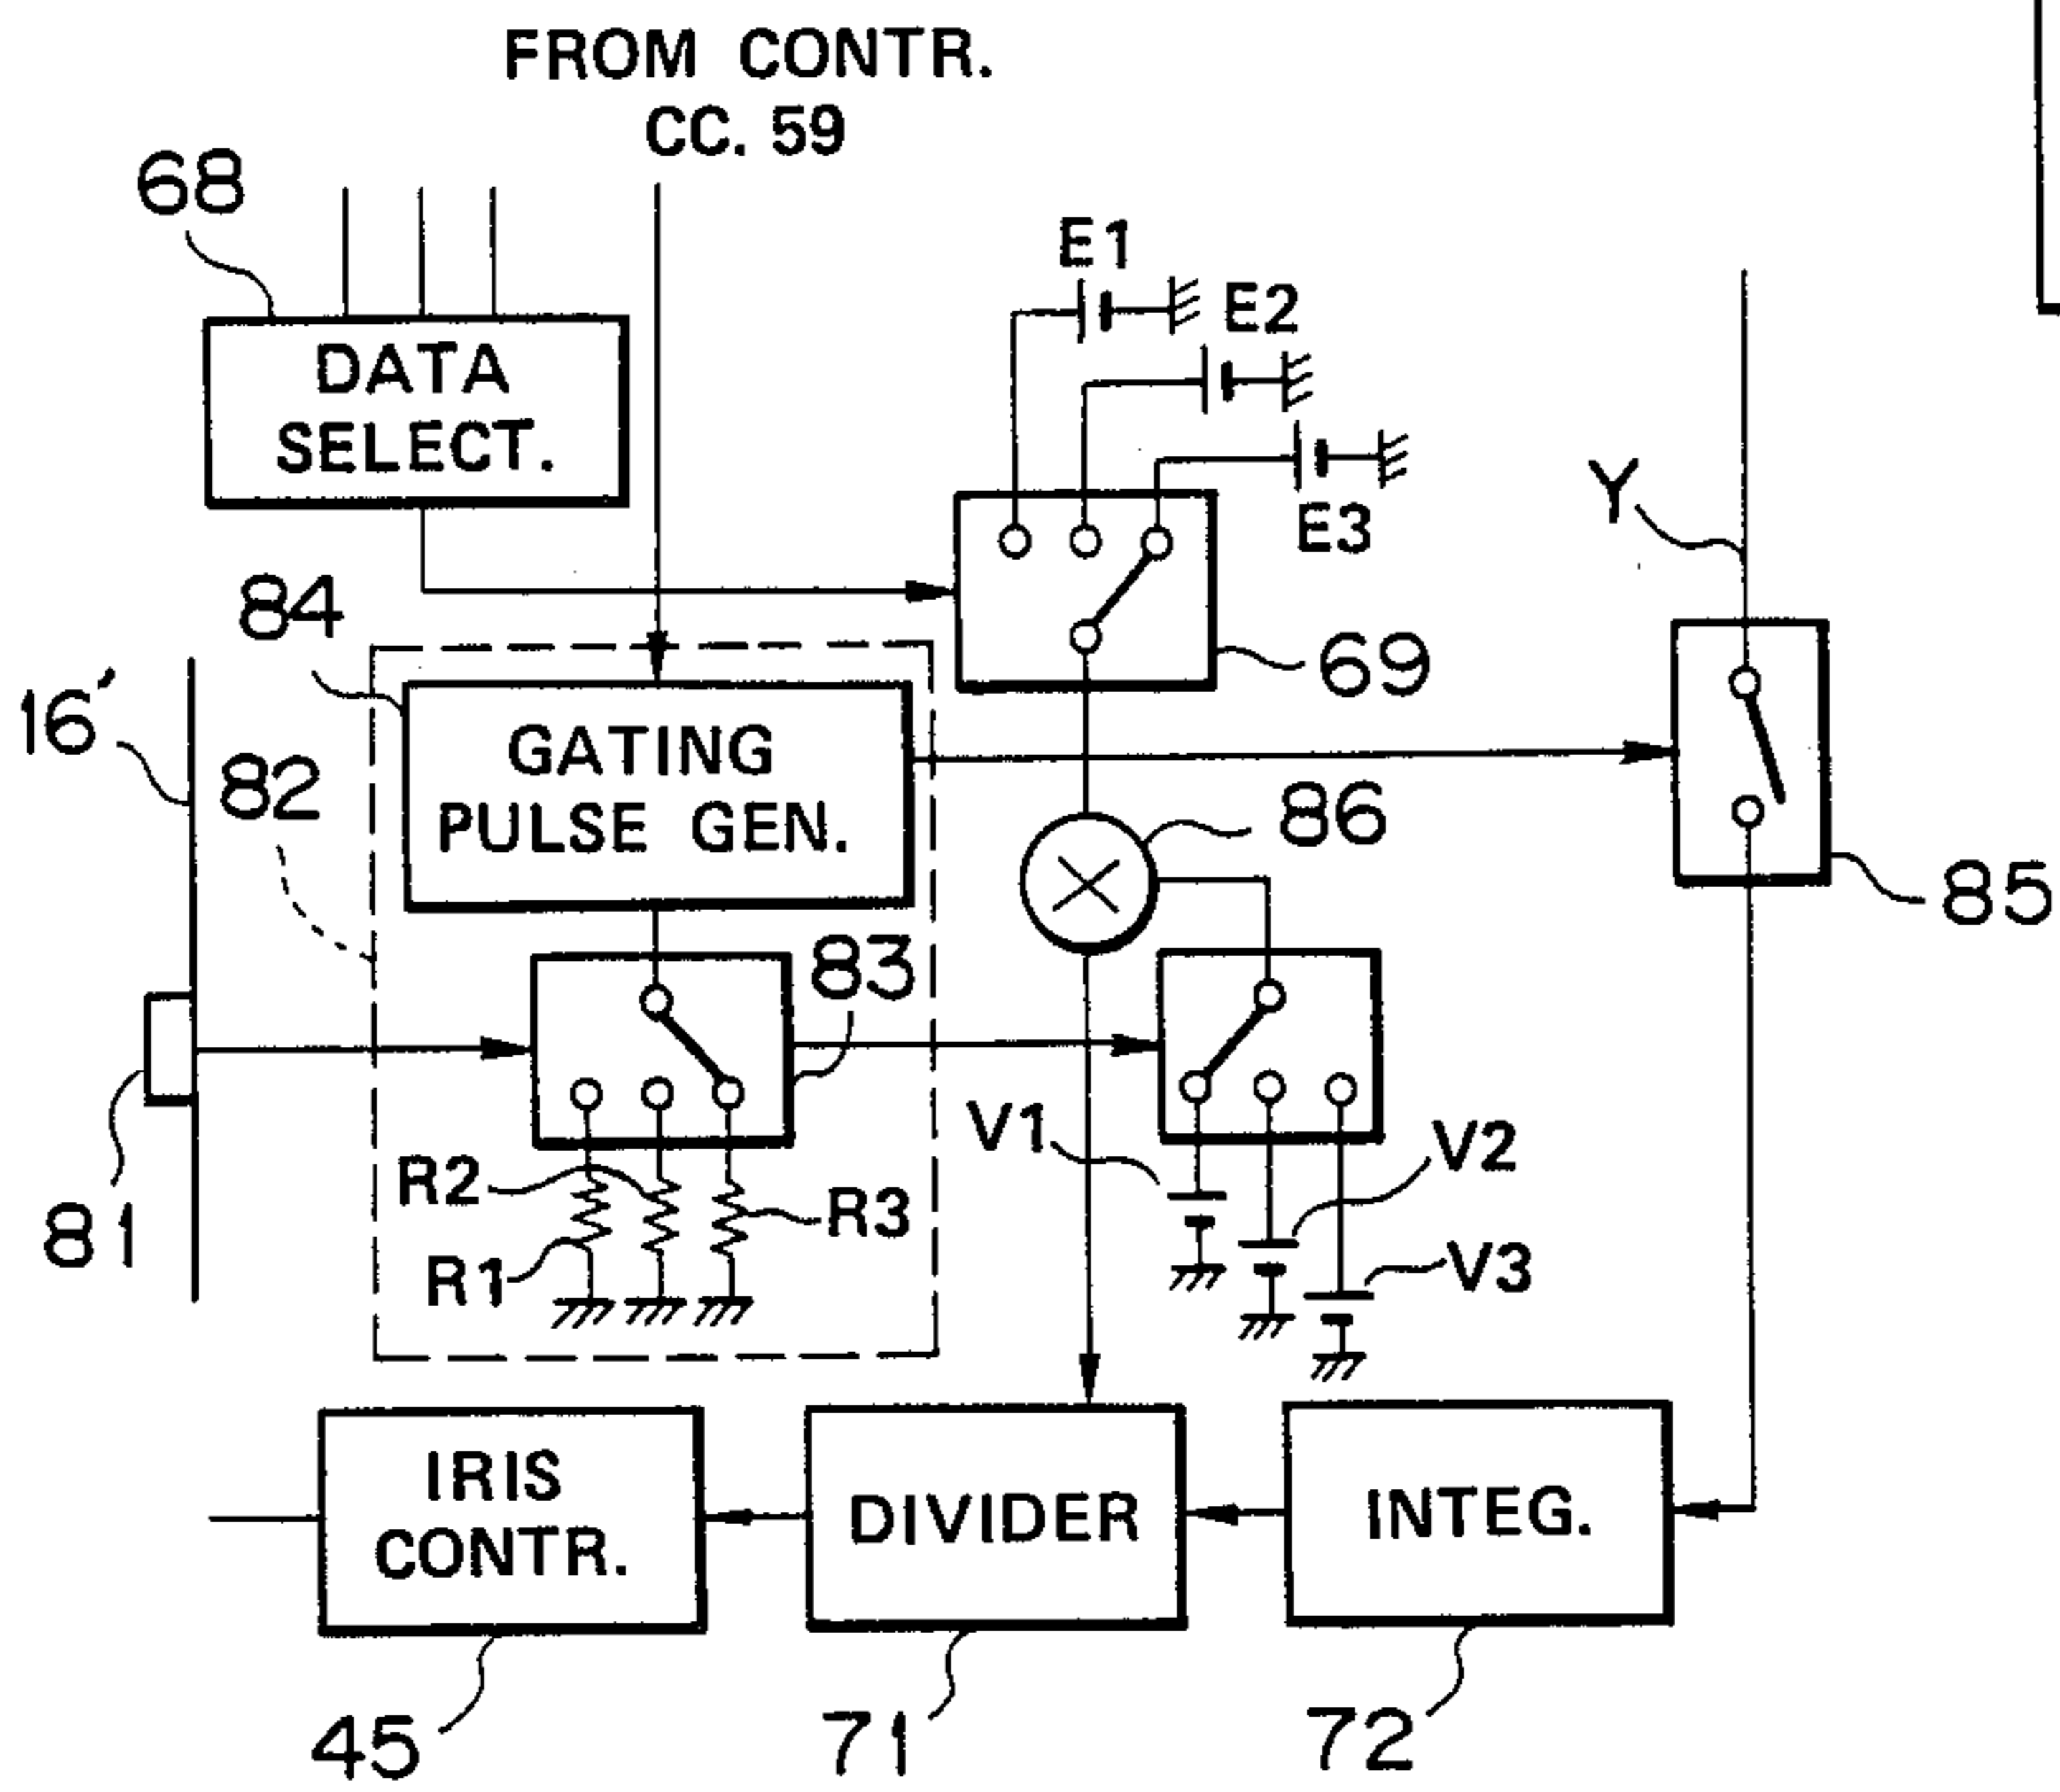 FROM CONTR.
CC. 59
68
E1
E2
DATA
SELECT.
E3
Y
84
69
16'
82
GATING
PULSE GEN.
86
85
83
V1
V2
R2
R3
81
R1
V3
IRIS
CONTR.
DIVIDER
INTEG.
45
71
72